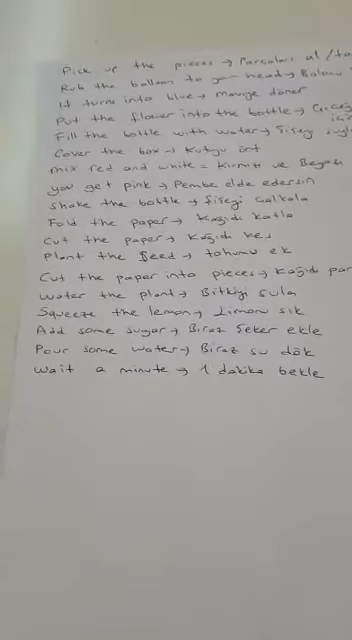 Pick up the pieces → Parçaları al /to
Rub the balloon to your head → Balonu
It turns into blue → maviye döner
Put the flower into the bottle → Çiçeği
Fill the bottle with water → Şişeyi
Cover the box → Kutuyu ört
mix red and white = Kırmızı ve Beyazı
you get pink → Pembe elde edersin
Shake the bottle → Şişeyi çalkala
Fold the paper → Kağıdı katla
Cut the paper → Kağıdı kes
Plant the Seed → tohumu ek
Cut the paper into pieces → Kağıdı par
Water the plant → Bitkiyi sula
Squeeze the lemon → Limonu sık
Add some sugar → Biraz Şeker ekle
Pour some water → Biraz su dök
Wait a minute → 1 dakika bekle